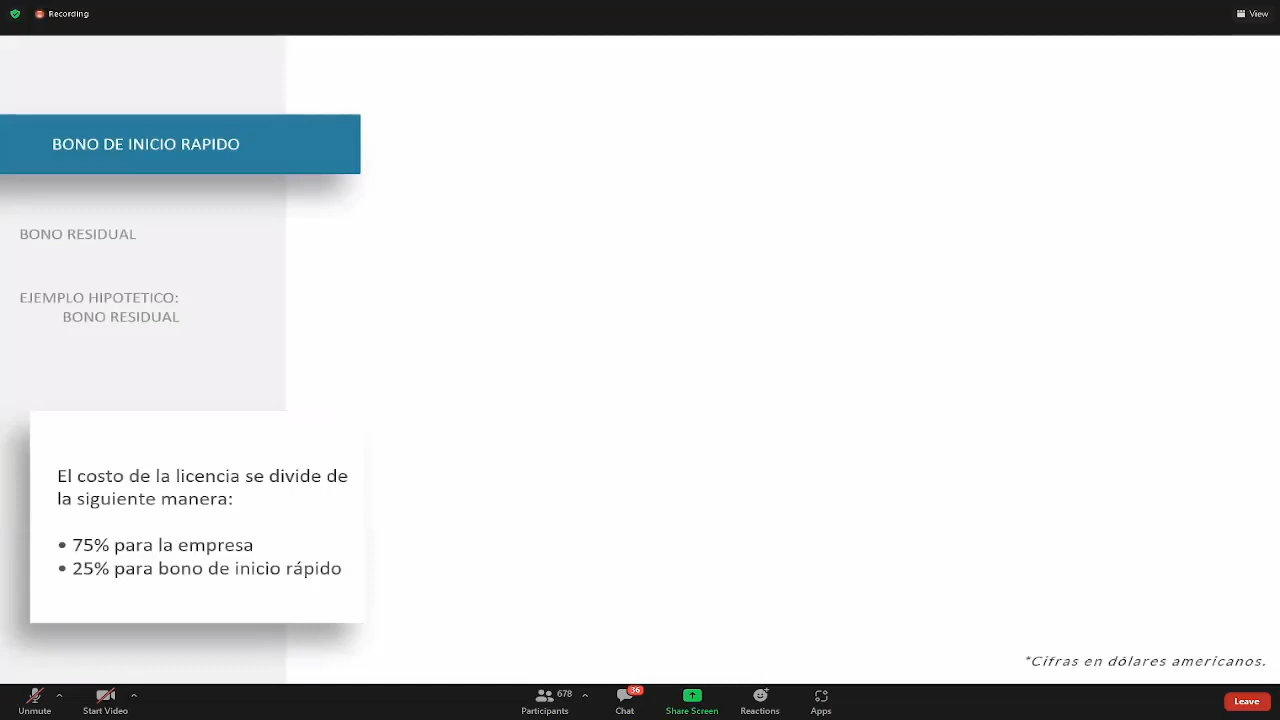 Recording
View
BONO DE INICIO RAPIDO
BONO RESIDUAL
EJEMPLO HIPOTETICO:
BONO RESIDUAL
El costo de la licencia se divide de
la siguiente manera:
• 75% para la empresa
• 25% para bono de inicio rápido
*Cifras en dólares americanos.
678
36
Unmute
Start Video
Participants
Chat
Share Screen
Reactions
Apps
Leave